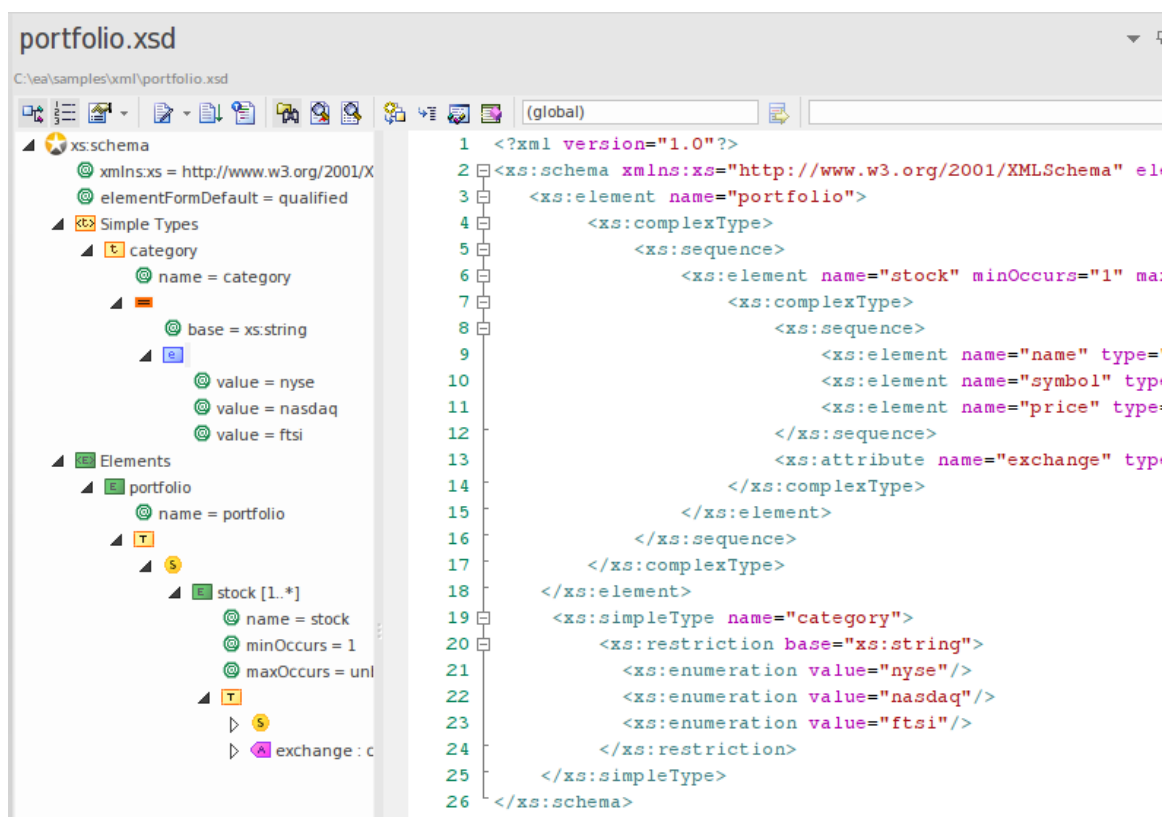 portfolio.xsd
C:\ea\samples\xml\portfolio.xsd
(global)
xs:schema
xmlns:xs = http://www.w3.org/2001/X
elementFormDefault = qualified
Simple Types
category
name = category
base = xs:string
value = nyse
value = nasdaq
value = ftsi
Elements
portfolio
name = portfolio
stock [1..*]
name = stock
minOccurs = 1
maxOccurs = unl
exchange : c
1 <?xml version="1.0"?>
2 <xs:schema xmlns:xs="http://www.w3.org/2001/XMLSchema" ele
3 <xs:element name="portfolio">
4 <xs:complexType>
5 <xs:sequence>
6 <xs:element name="stock" minOccurs="1" max
7 <xs:complexType>
8 <xs:sequence>
9 <xs:element name="name" type="
10 <xs:element name="symbol" type
11 <xs:element name="price" type=
12 </xs:sequence>
13 <xs:attribute name="exchange" type
14 </xs:complexType>
15 </xs:element>
16 </xs:sequence>
17 </xs:complexType>
18 </xs:element>
19 <xs:simpleType name="category">
20 <xs:restriction base="xs:string">
21 <xs:enumeration value="nyse"/>
22 <xs:enumeration value="nasdaq"/>
23 <xs:enumeration value="ftsi"/>
24 </xs:restriction>
25 </xs:simpleType>
26 </xs:schema>